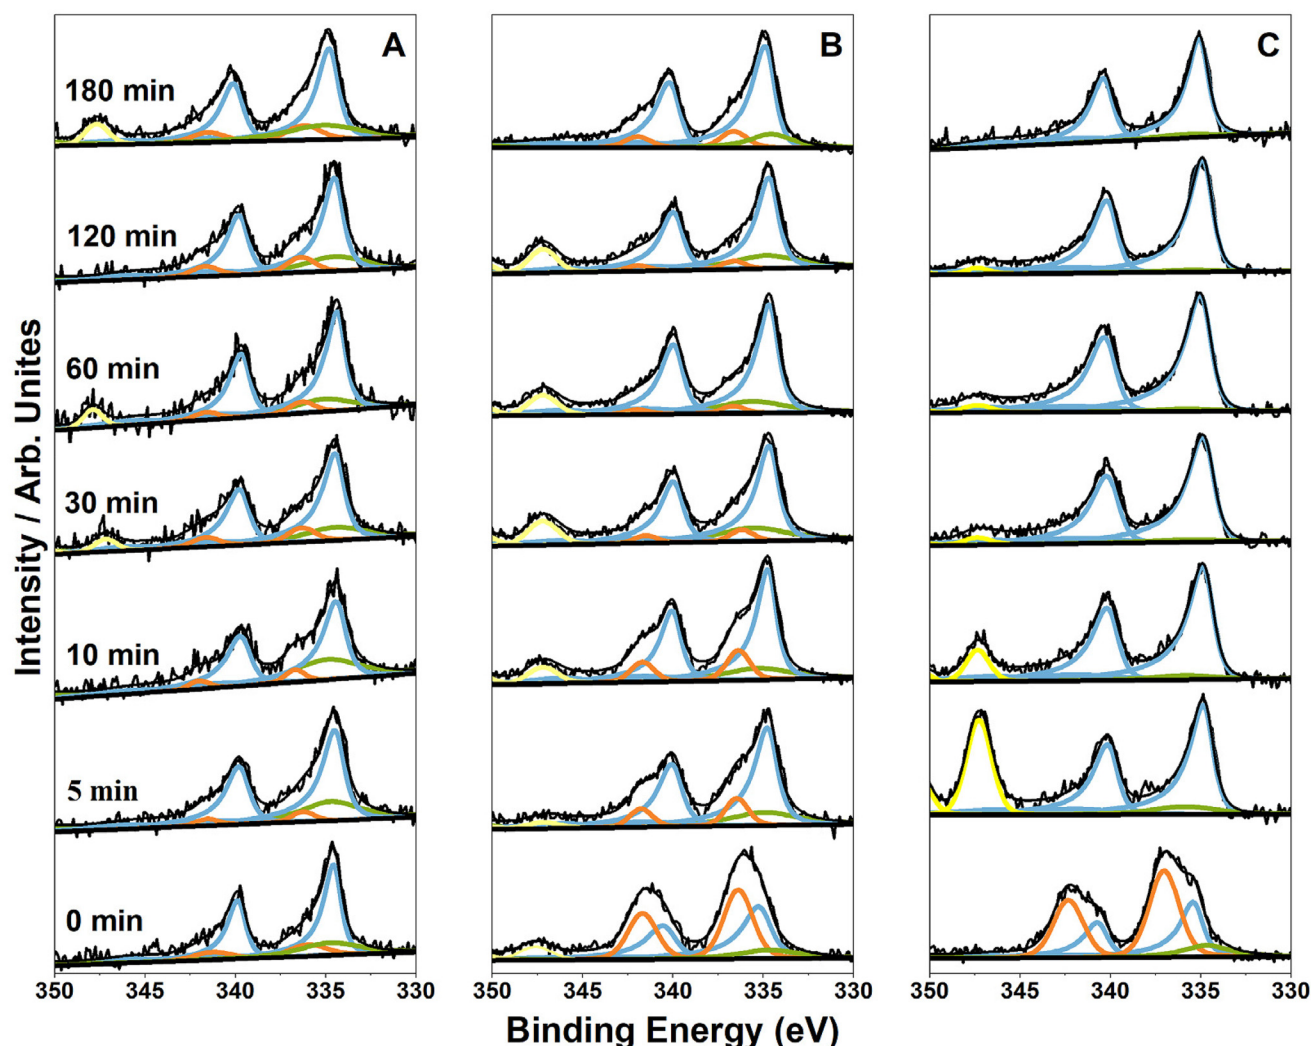 A B C
180 min
120 min
60 min
30 min
10 min
5 min
0 min
Intensity / Arb. Unites
350 345 340 335 330 350 345 340 335 330 350 345 340 335 330
Binding Energy (eV)